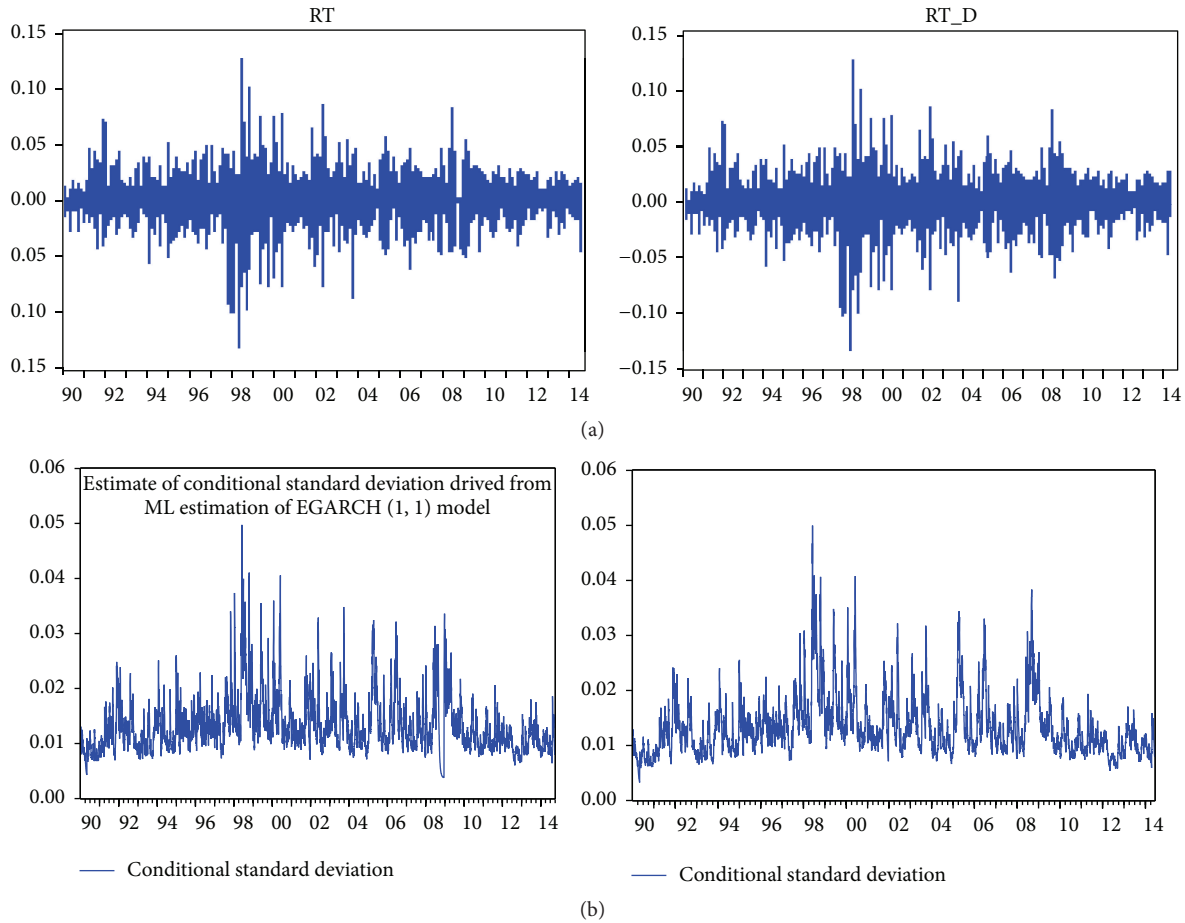 RT
0.15
0.10
0.05
0.00
0.05
0.10
0.15
90 92 94 96 98 00 02 04 06 08 10 12 14
RT_D
0.15
0.10
0.05
0.00
−0.05
−0.10
−0.15
90 92 94 96 98 00 02 04 06 08 10 12 14
(a)
0.06
0.05
0.04
0.03
0.02
0.01
0.00
Estimate of conditional standard deviation drived from
ML estimation of EGARCH (1, 1) model
90 92 94 96 98 00 02 04 06 08 10 12 14
Conditional standard deviation
0.06
0.05
0.04
0.03
0.02
0.01
0.00
90 92 94 96 98 00 02 04 06 08 10 12 14
Conditional standard deviation
(b)